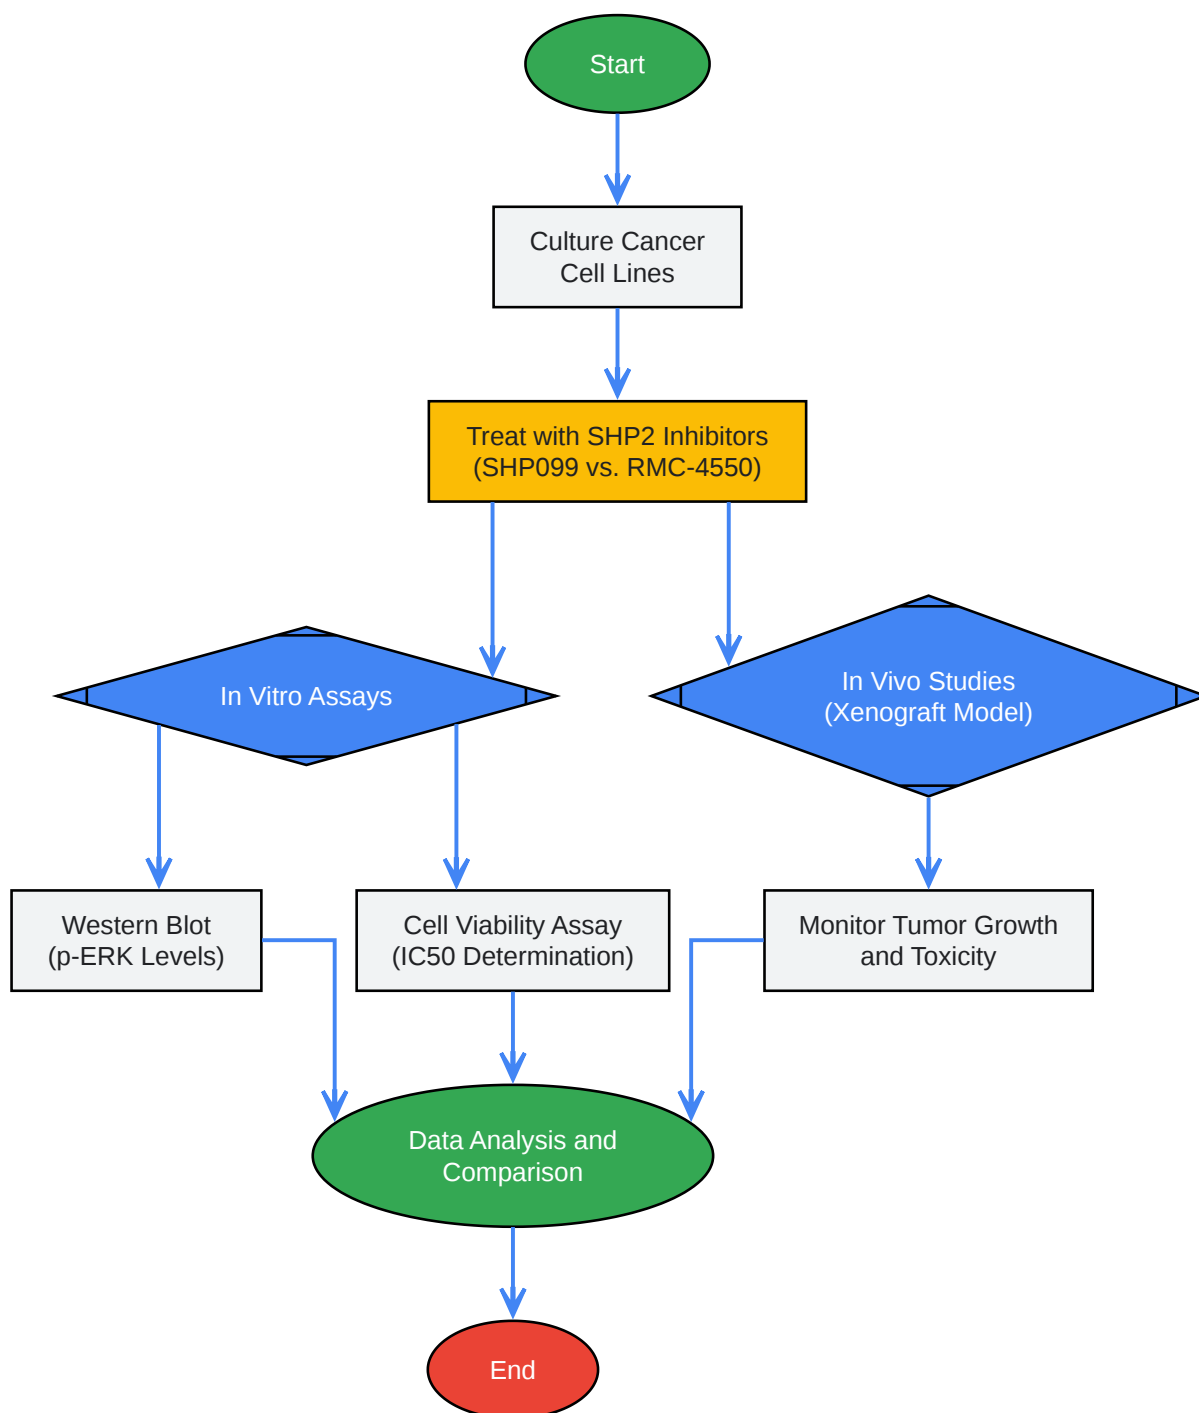 Start
Culture Cancer
Cell Lines
Treat with SHP2 Inhibitors
(SHP099 vs. RMC-4550)
In Vitro Assays
In Vivo Studies
(Xenograft Model)
Western Blot
(p-ERK Levels)
Cell Viability Assay
(IC50 Determination)
Monitor Tumor Growth
and Toxicity
Data Analysis and
Comparison
End